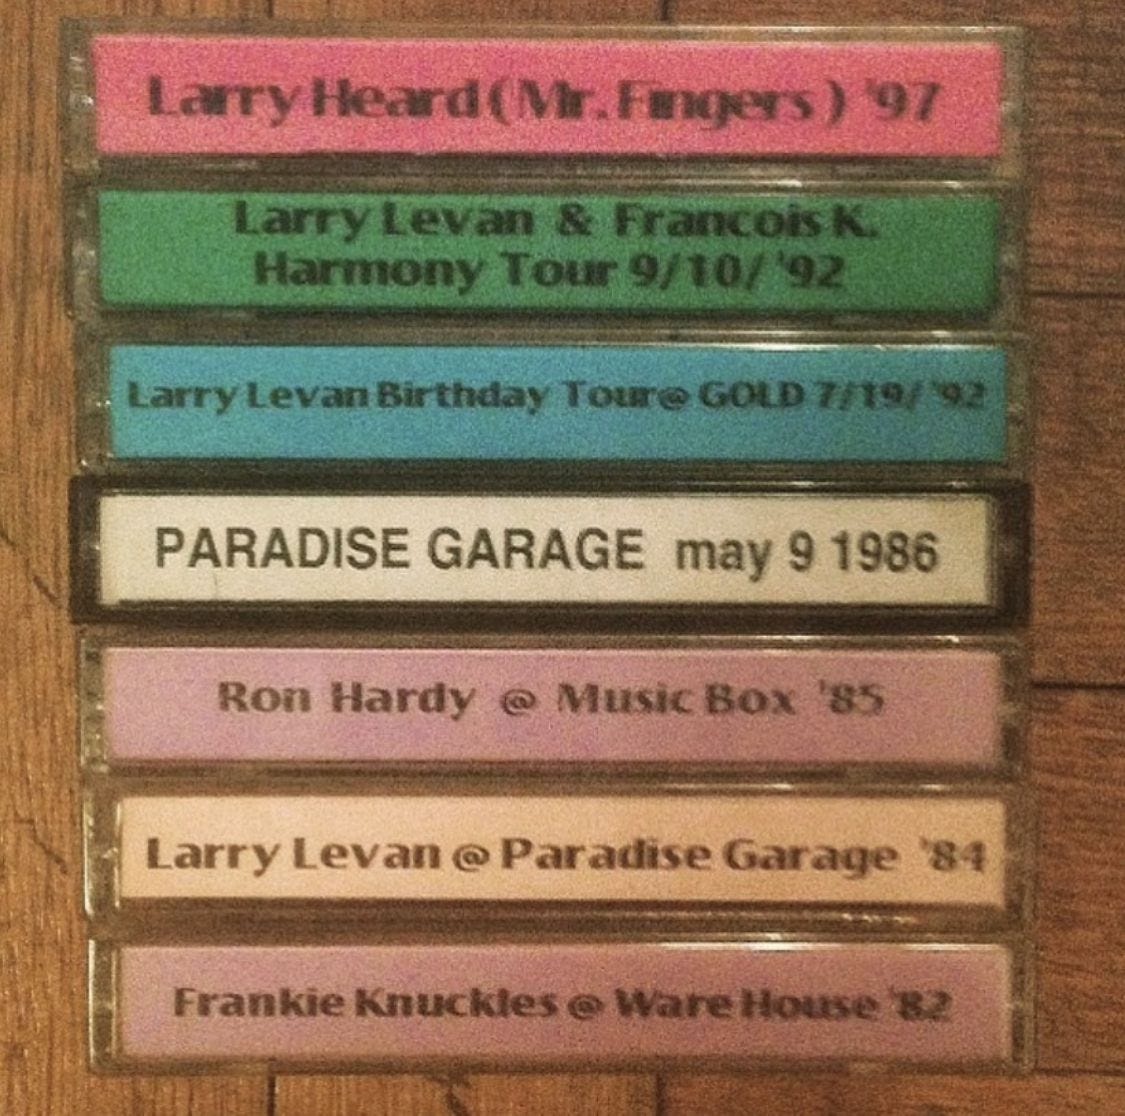 Larry Heard (Mr. Fingers) '97
Larry Levan & Francois K.
Harmony Tour 9/10/ '92
Larry Levan Birthday Tour@ GOLD 7/19/ '92
PARADISE GARAGE may 9 1986
Ron Hardy @ Music Box '85
Larry Levan @ Paradise Garage '84
Frankie Knuckles @ Ware House '82